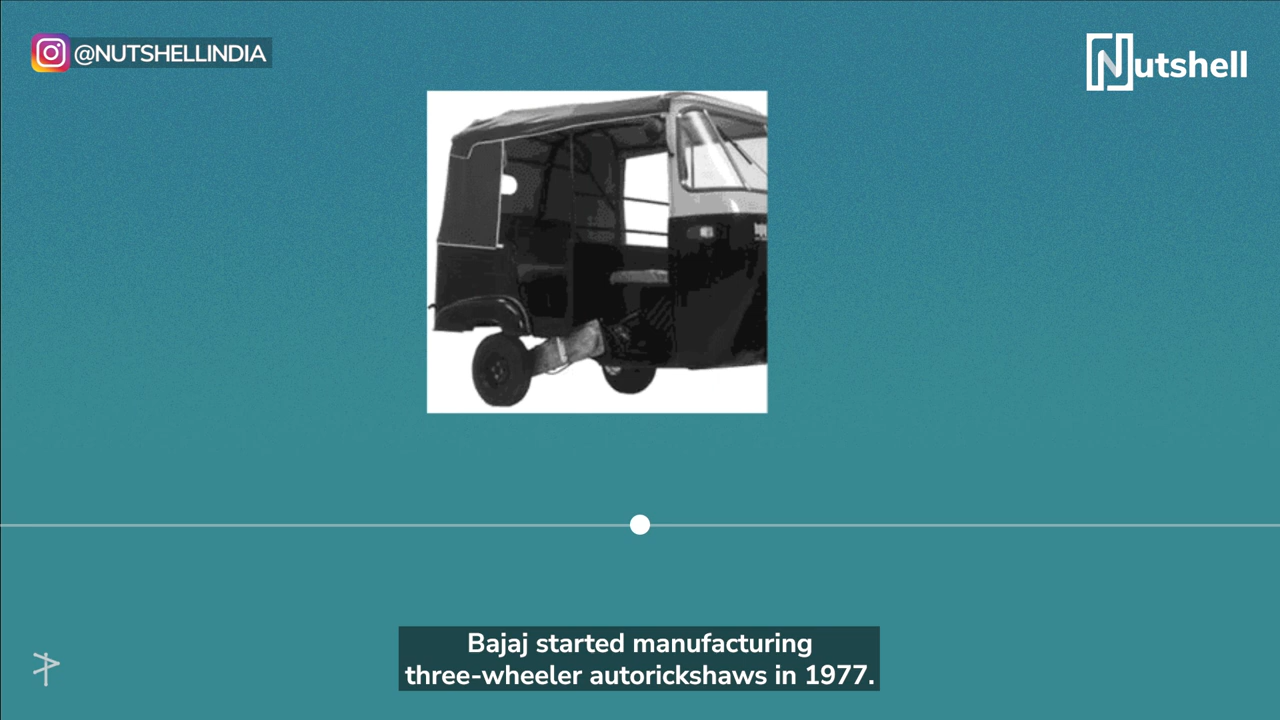 @NUTSHELLINDIA
Nutshell
Bajaj started manufacturing
three-wheeler autorickshaws in 1977.